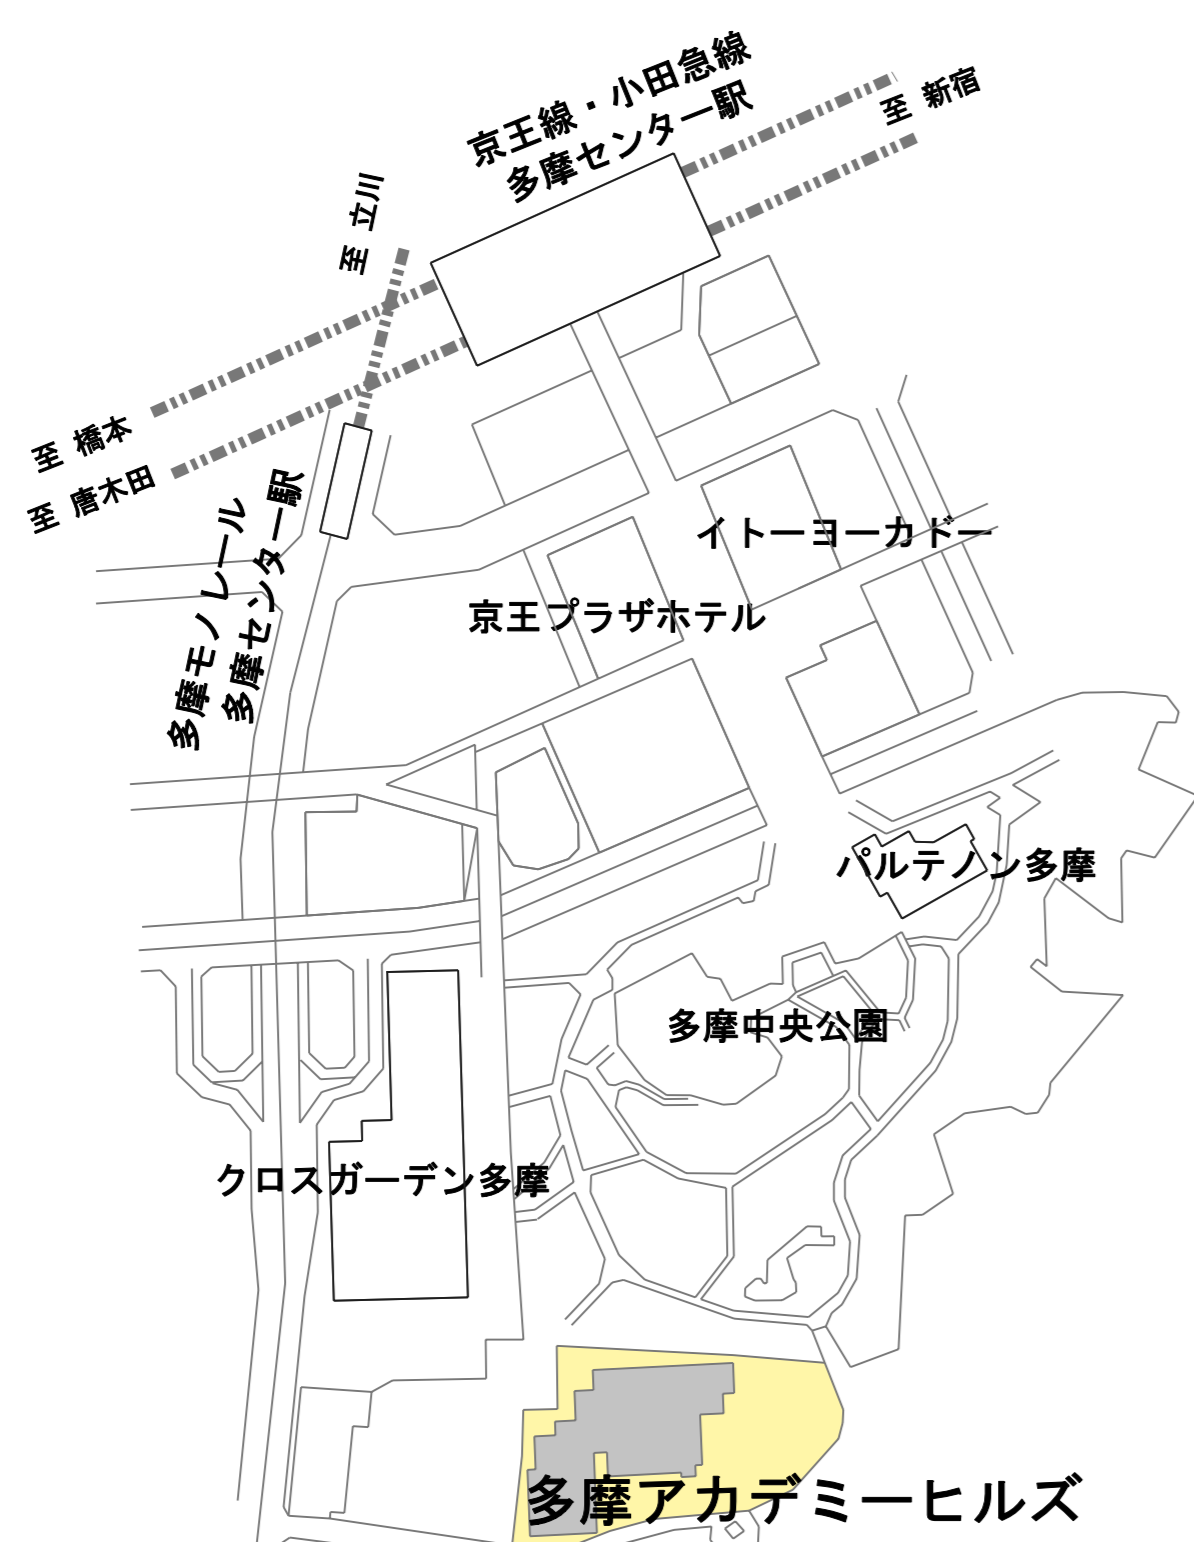 京王線・小田急線
多摩センター駅
至 新宿
至 立川
至 橋本
至 唐木田
多摩モノレール
多摩センター駅
イトーヨーカドー
京王プラザホテル
パルテノン多摩
多摩中央公園
クロスガーデン多摩
多摩アカデミーヒルズ